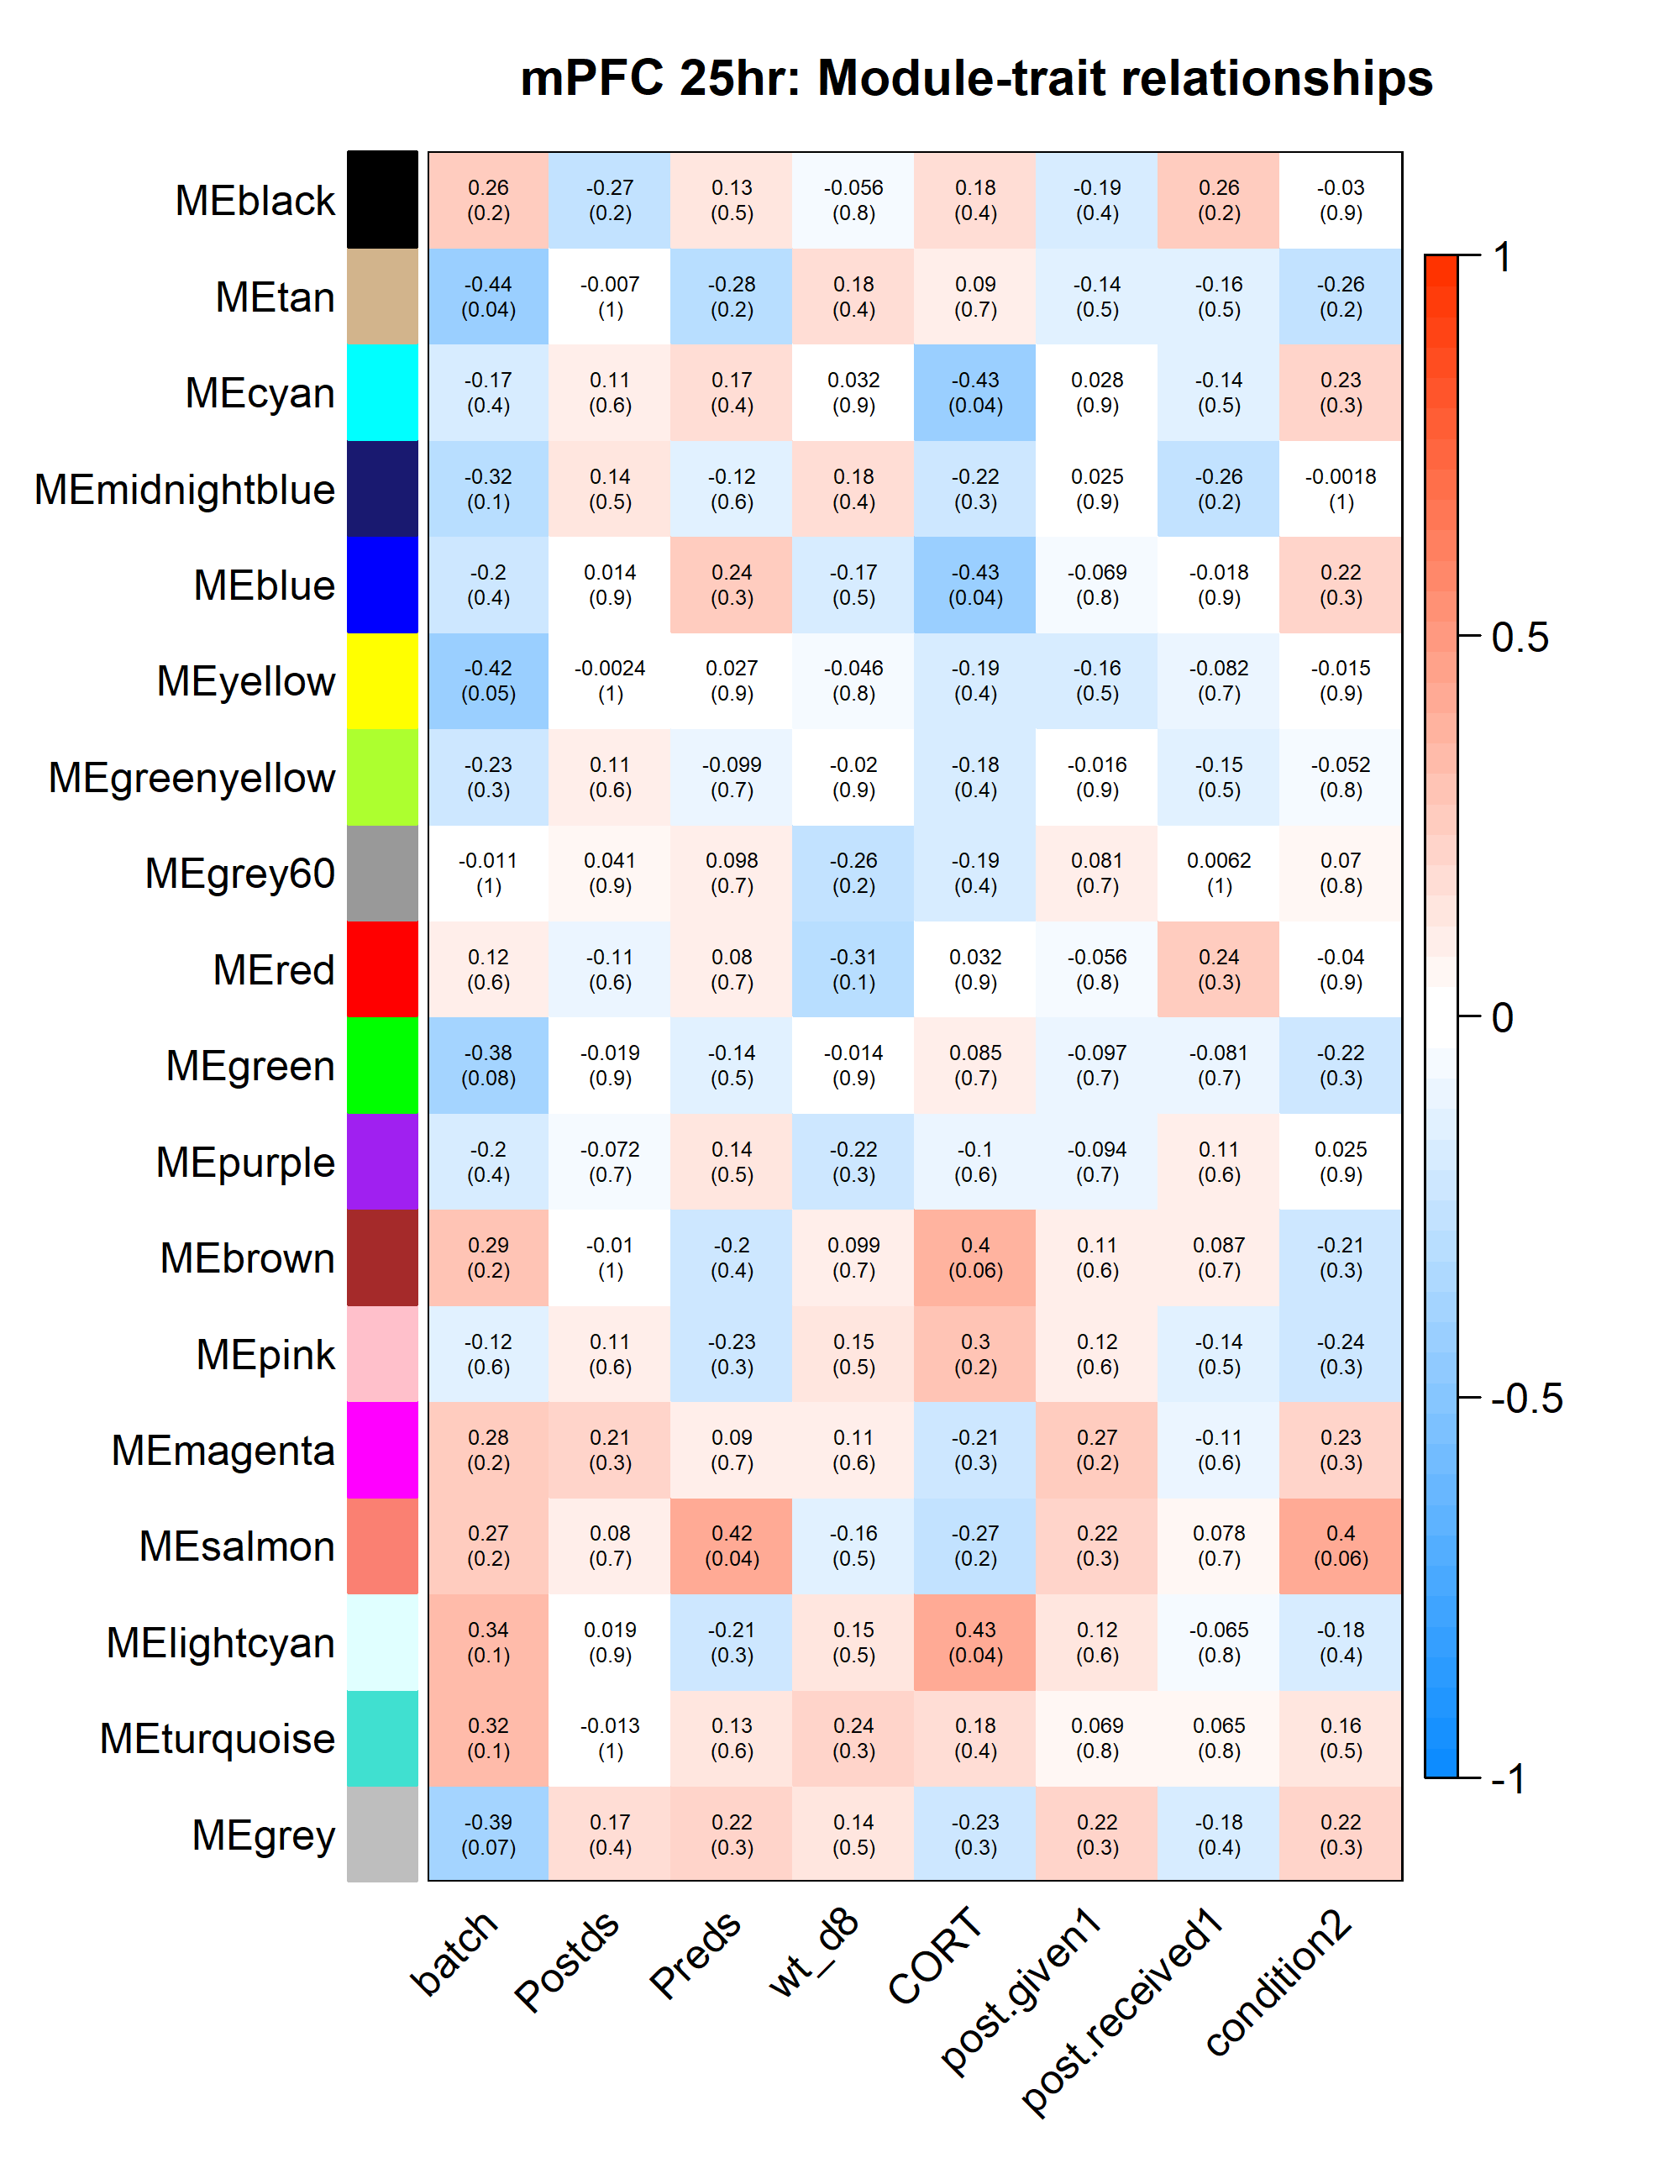 mPFC 25hr: Module-trait relationships
MEblack
0.26 -0.27 0.13 -0.056 0.18 -0.19 0.26 -0.03
(0.2) (0.2) (0.5) (0.8) (0.4) (0.4) (0.2) (0.9)
MEtan
-0.44 -0.007 -0.28 0.18 0.09 -0.14 -0.16 -0.26
(0.04) (1) (0.2) (0.4) (0.7) (0.5) (0.5) (0.2)
MEcyan
-0.17 0.11 0.17 0.032 -0.43 0.028 -0.14 0.23
(0.4) (0.6) (0.4) (0.9) (0.04) (0.9) (0.5) (0.3)
MEmidnightblue
-0.32 0.14 -0.12 0.18 -0.22 0.025 -0.26 -0.0018
(0.1) (0.5) (0.6) (0.4) (0.3) (0.9) (0.2) (1)
MEblue
-0.2 0.014 0.24 -0.17 -0.43 -0.069 -0.018 0.22
(0.4) (0.9) (0.3) (0.5) (0.04) (0.8) (0.9) (0.3)
MEyellow
-0.42 -0.0024 0.027 -0.046 -0.19 -0.16 -0.082 -0.015
(0.05) (1) (0.9) (0.8) (0.4) (0.5) (0.7) (0.9)
MEgreenyellow
-0.23 0.11 -0.099 -0.02 -0.18 -0.016 -0.15 -0.052
(0.3) (0.6) (0.7) (0.9) (0.4) (0.9) (0.5) (0.8)
MEgrey60
-0.011 0.041 0.098 -0.26 -0.19 0.081 0.0062 0.07
(1) (0.9) (0.7) (0.2) (0.4) (0.7) (1) (0.8)
MEred
0.12 -0.11 0.08 -0.31 0.032 -0.056 0.24 -0.04
(0.6) (0.6) (0.7) (0.1) (0.9) (0.8) (0.3) (0.9)
MEgreen
-0.38 -0.019 -0.14 -0.014 0.085 -0.097 -0.081 -0.22
(0.08) (0.9) (0.5) (0.9) (0.7) (0.7) (0.7) (0.3)
MEpurple
-0.2 -0.072 0.14 -0.22 -0.1 -0.094 0.11 0.025
(0.4) (0.7) (0.5) (0.3) (0.6) (0.7) (0.6) (0.9)
MEbrown
0.29 -0.01 -0.2 0.099 0.4 0.11 0.087 -0.21
(0.2) (1) (0.4) (0.7) (0.06) (0.6) (0.7) (0.3)
MEpink
-0.12 0.11 -0.23 0.15 0.3 0.12 -0.14 -0.24
(0.6) (0.6) (0.3) (0.5) (0.2) (0.6) (0.5) (0.3)
MEmagenta
0.28 0.21 0.09 0.11 -0.21 0.27 -0.11 0.23
(0.2) (0.3) (0.7) (0.6) (0.3) (0.2) (0.6) (0.3)
MEsalmon
0.27 0.08 0.42 -0.16 -0.27 0.22 0.078 0.4
(0.2) (0.7) (0.04) (0.5) (0.2) (0.3) (0.7) (0.06)
MElightcyan
0.34 0.019 -0.21 0.15 0.43 0.12 -0.065 -0.18
(0.1) (0.9) (0.3) (0.5) (0.04) (0.6) (0.8) (0.4)
MEturquoise
0.32 -0.013 0.13 0.24 0.18 0.069 0.065 0.16
(0.1) (1) (0.6) (0.3) (0.4) (0.8) (0.8) (0.5)
MEgrey
-0.39 0.17 0.22 0.14 -0.23 0.22 -0.18 0.22
(0.07) (0.4) (0.3) (0.5) (0.3) (0.3) (0.4) (0.3)
batch
Postds
Preds
wt_d8
CORT
post.given1
post.received1
condition2
1
0.5
0
-0.5
-1